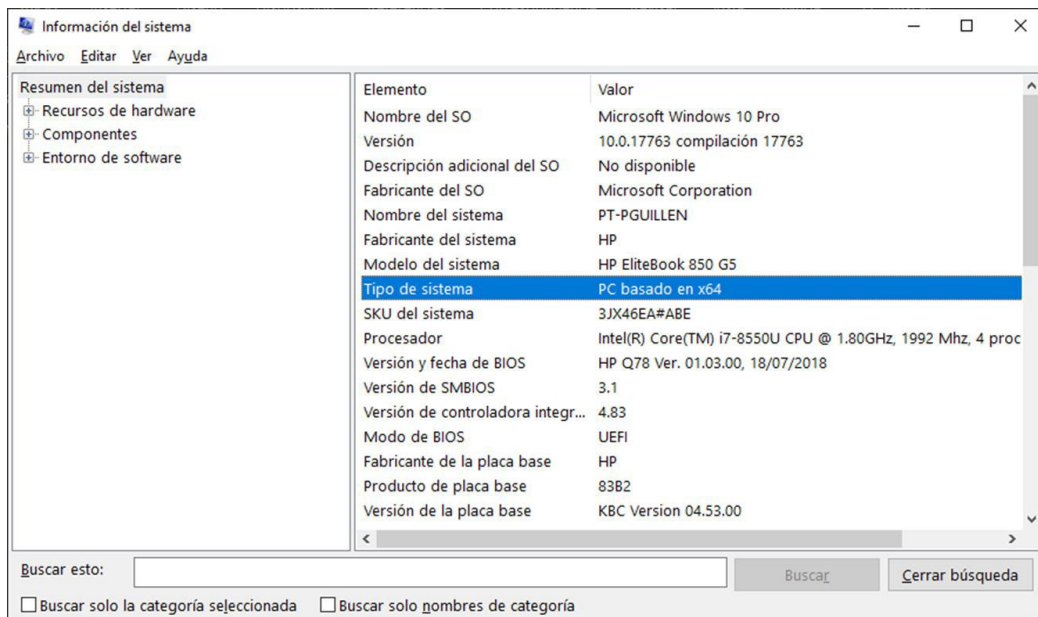 Información del sistema
Archivo Editar Ver Ayuda
Resumen del sistema
Recursos de hardware
Componentes
Entorno de software
Elemento Valor
Nombre del SO Microsoft Windows 10 Pro
Versión 10.0.17763 compilación 17763
Descripción adicional del SO No disponible
Fabricante del SO Microsoft Corporation
Nombre del sistema PT-PGUILLEN
Fabricante del sistema HP
Modelo del sistema HP EliteBook 850 G5
Tipo de sistema PC basado en x64
SKU del sistema 3JX46EA#ABE
Procesador Intel(R) Core(TM) i7-8550U CPU @ 1.80GHz, 1992 Mhz, 4 proc
Versión y fecha de BIOS HP Q78 Ver. 01.03.00, 18/07/2018
Versión de SMBIOS 3.1
Versión de controladora integr... 4.83
Modo de BIOS UEFI
Fabricante de la placa base HP
Producto de placa base 83B2
Versión de la placa base KBC Version 04.53.00
Buscar esto: Buscar Cerrar búsqueda
Buscar solo la categoría seleccionada Buscar solo nombres de categoría